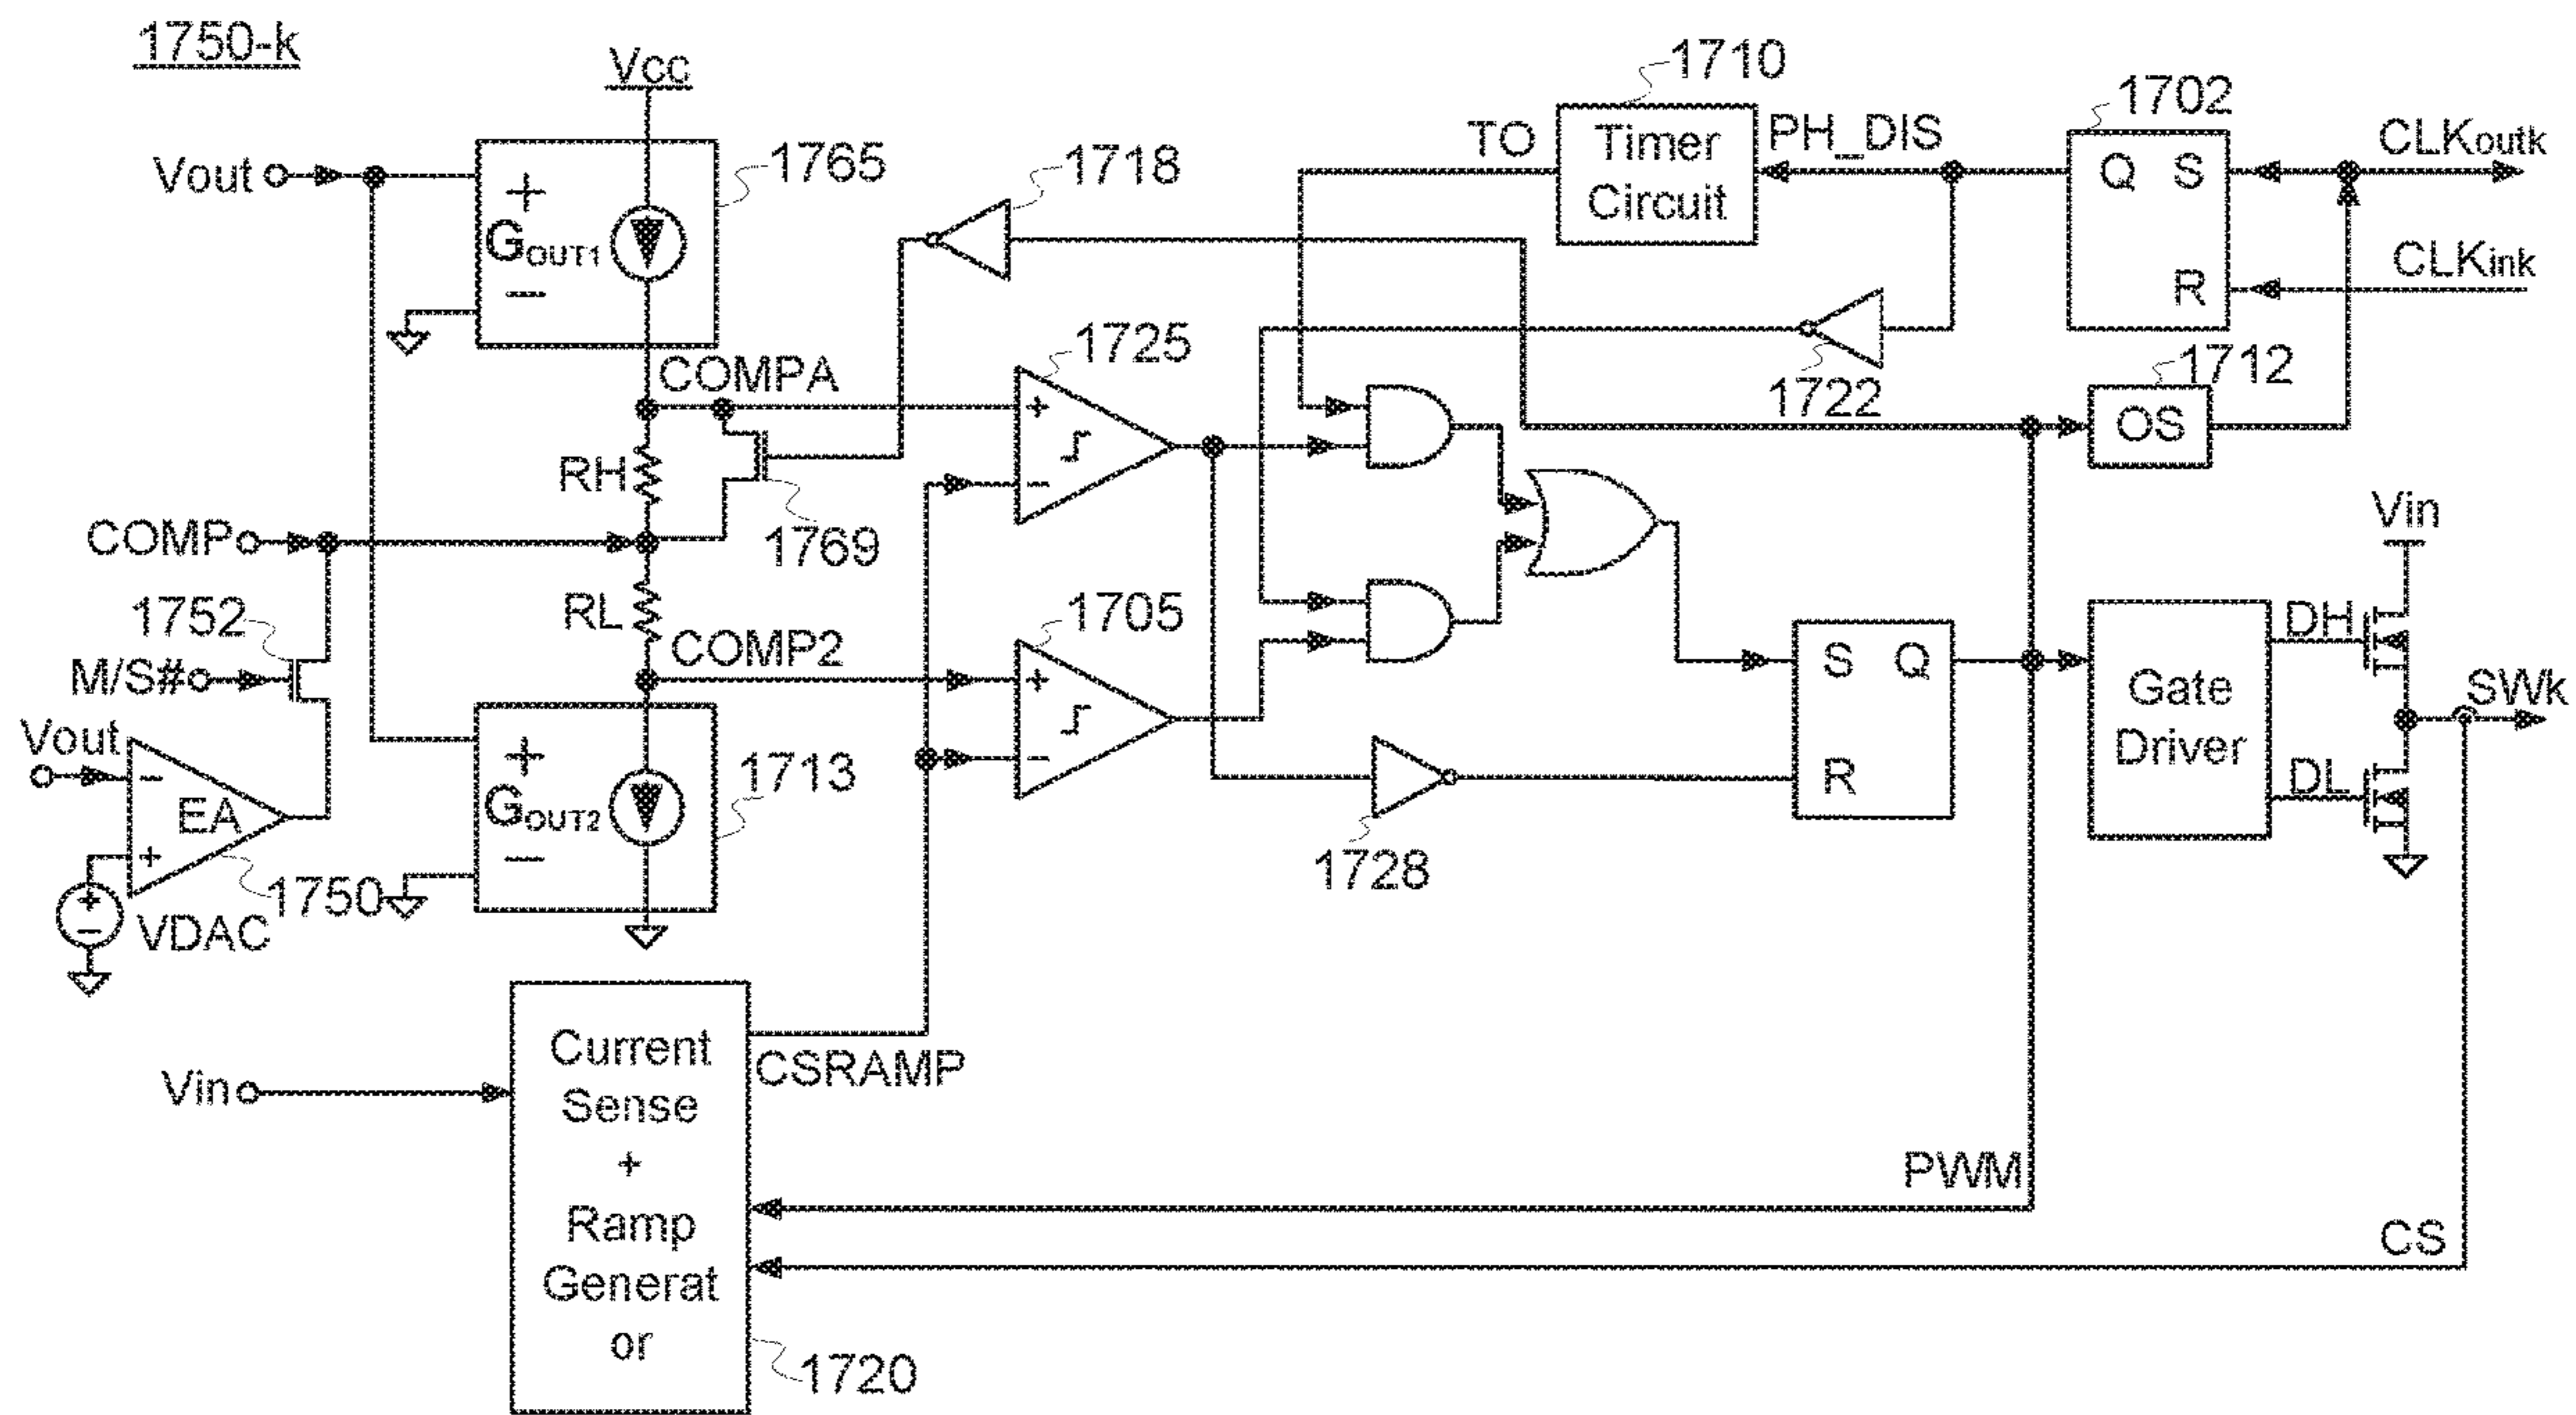 1750-k
Vcc
1710
1702
Vout
+
GOUT1
−
1765
1718
TO
Timer
Circuit
PH_DIS
Q S
R
CLKoutk
CLKink
COMPA
1725
1722
1712
OS
+
−
RH
1769
COMP
Vin
1752
RL
1705
M/S#
COMP2
+
−
S Q
R
Gate
Driver
DH
SWk
DL
Vout
−
EA
+
+
−
VDAC
1750
+
GOUT2
−
1713
1728
Vin
Current
Sense
+
Ramp
Generat
or
CSRAMP
PWM
CS
1720